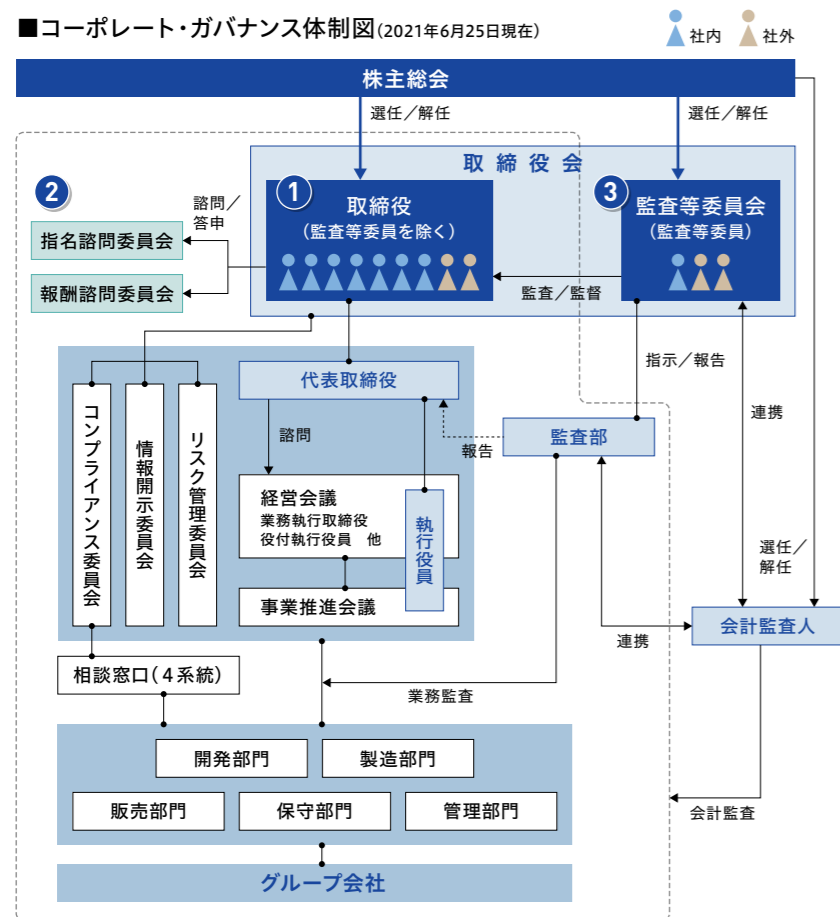 ■コーポレート・ガバナンス体制図(2021年6月25日現在)
社内
社外
株主総会
選任／解任
選任／解任
取締役会
2
諮問／
答申
指名諮問委員会
報酬諮問委員会
1
取締役
(監査等委員を除く)
3
監査等委員会
(監査等委員)
監査／監督
指示／報告
連携
代表取締役
諮問
報告
監査部
コンプライアンス委員会
情報開示委員会
リスク管理委員会
経営会議
業務執行取締役
役付執行役員　他
執行役員
事業推進会議
選任／
解任
会計監査人
連携
相談窓口(4系統)
業務監査
開発部門
製造部門
販売部門
保守部門
管理部門
会計監査
グループ会社